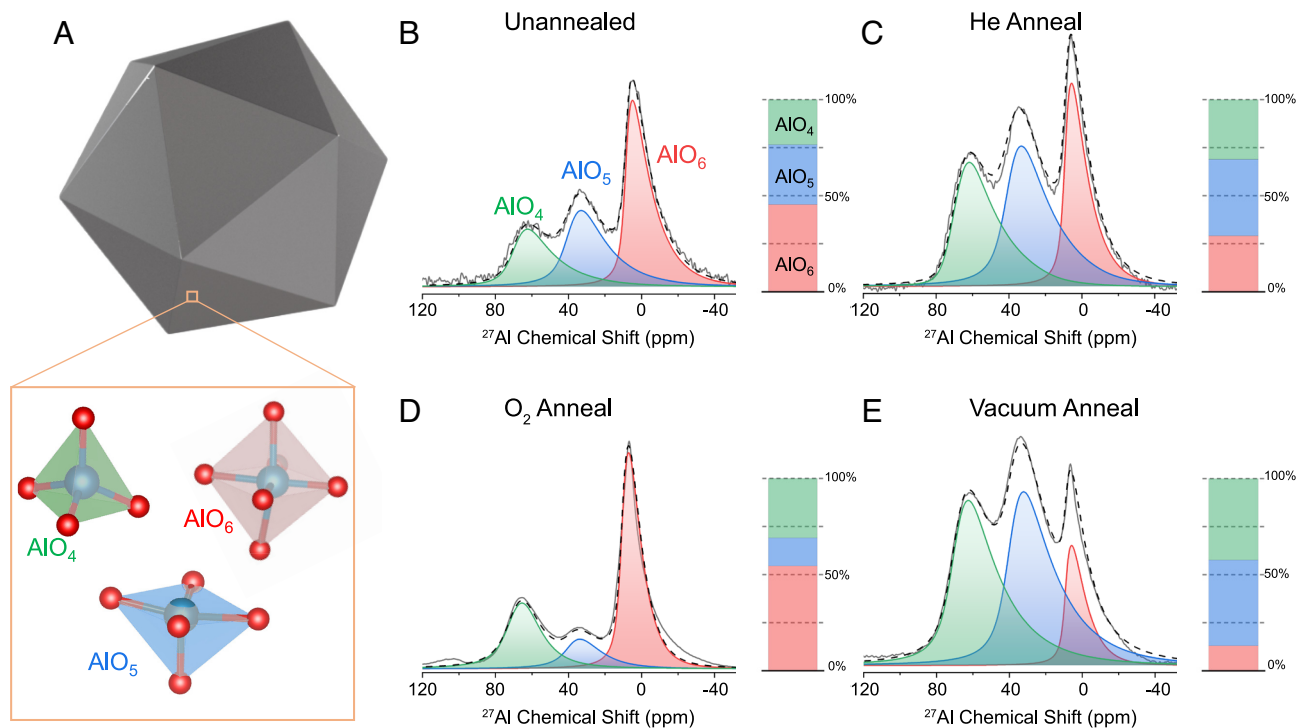 A
AlO₄
AlO₆
AlO₅
B
Unannealed
AlO₄
AlO₅
AlO₆
120 80 40 0 -40
²⁷Al Chemical Shift (ppm)
100%
AlO₄
AlO₅
50%
AlO₆
0%
C
He Anneal
120 80 40 0 -40
²⁷Al Chemical Shift (ppm)
100%
50%
0%
D
O₂ Anneal
120 80 40 0 -40
²⁷Al Chemical Shift (ppm)
100%
50%
0%
E
Vacuum Anneal
120 80 40 0 -40
²⁷Al Chemical Shift (ppm)
100%
50%
0%